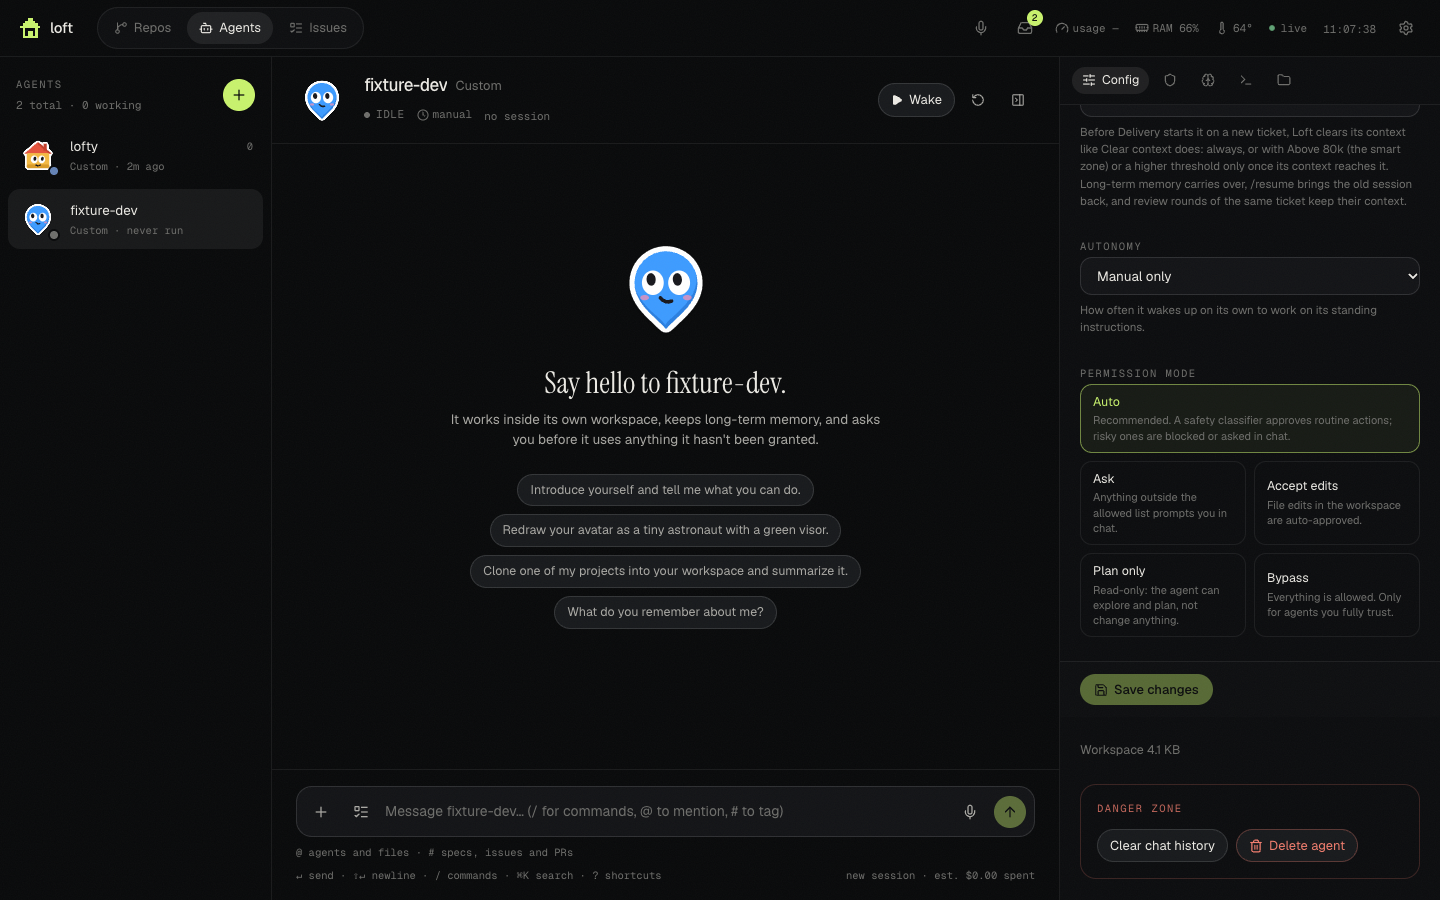 loft
Repos
Agents
Issues
2
usage —
RAM 66%
64°
live
11:07:38
AGENTS
2 total · 0 working
lofty
0
Custom · 2m ago
fixture-dev
Custom · never run
fixture-dev Custom
IDLE
manual
no session
Wake
Say hello to fixture-dev.
It works inside its own workspace, keeps long-term memory, and asks
you before it uses anything it hasn't been granted.
Introduce yourself and tell me what you can do.
Redraw your avatar as a tiny astronaut with a green visor.
Clone one of my projects into your workspace and summarize it.
What do you remember about me?
Message fixture-dev... (/ for commands, @ to mention, # to tag)
@ agents and files · # specs, issues and PRs
↵ send · ⇧↵ newline · / commands · ⌘K search · ? shortcuts
new session · est. $0.00 spent
Config
Before Delivery starts it on a new ticket, Loft clears its context
like Clear context does: always, or with Above 80k (the smart
zone) or a higher threshold only once its context reaches it.
Long-term memory carries over, /resume brings the old session
back, and review rounds of the same ticket keep their context.
AUTONOMY
Manual only
How often it wakes up on its own to work on its standing
instructions.
PERMISSION MODE
Auto
Recommended. A safety classifier approves routine actions;
risky ones are blocked or asked in chat.
Ask
Anything outside the
allowed list prompts you in
chat.
Accept edits
File edits in the workspace
are auto-approved.
Plan only
Read-only: the agent can
explore and plan, not
change anything.
Bypass
Everything is allowed. Only
for agents you fully trust.
Save changes
Workspace 4.1 KB
DANGER ZONE
Clear chat history
Delete agent